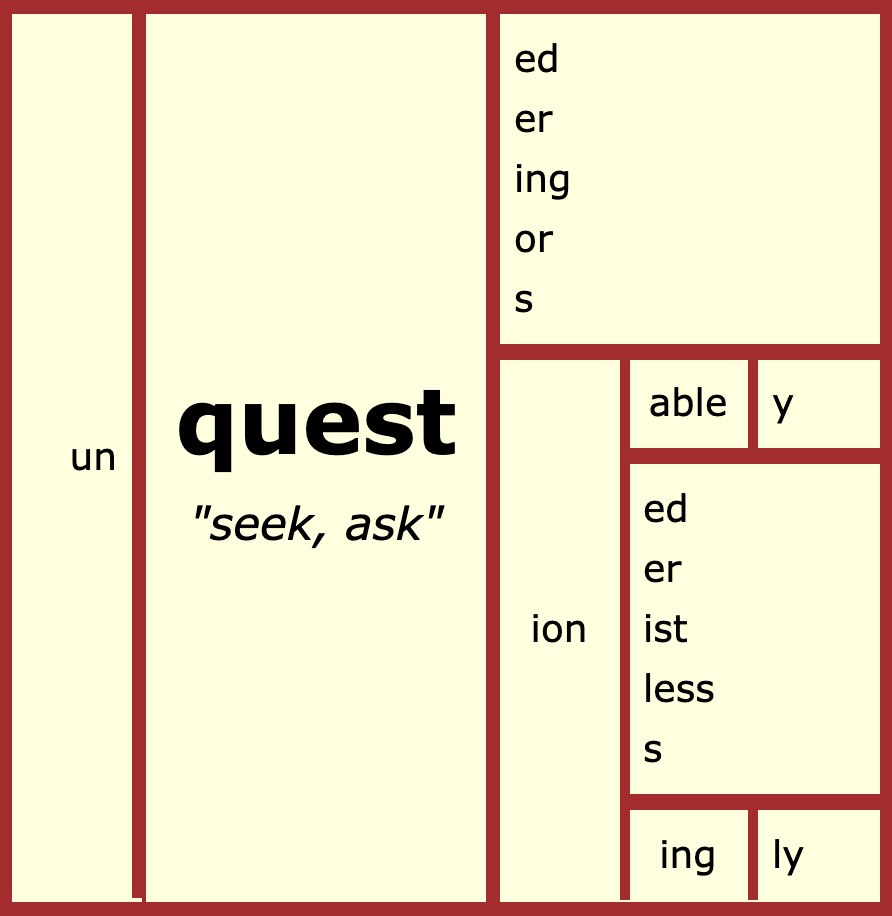 un
quest
"seek, ask"
ed
er
ing
or
s
ion
able
y
ed
er
ist
less
s
ing
ly